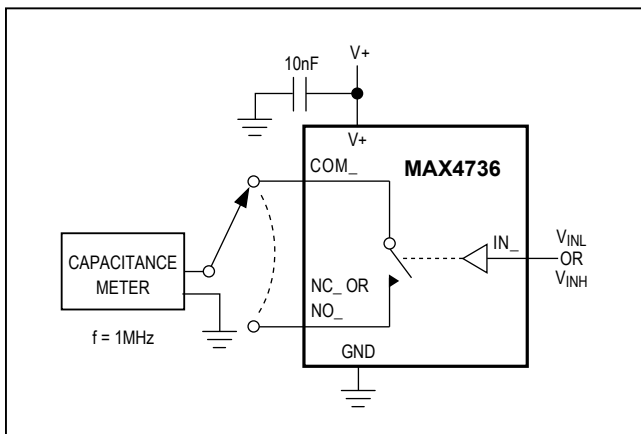 V+
10nF
V+
MAX4736
COM_
IN_
V_INL
OR
V_INH
CAPACITANCE
METER
NC_ OR
NO_
f = 1MHz
GND